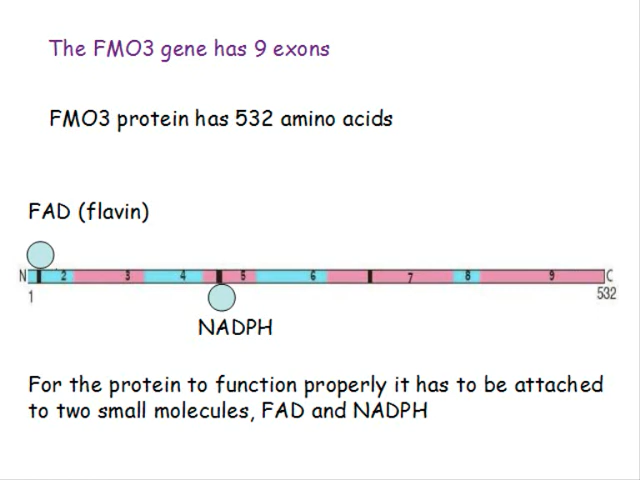 The FMO3 gene has 9 exons
FMO3 protein has 532 amino acids
FAD (flavin)
N 2 3 4 5 6 7 8 9 C
1 532
NADPH
For the protein to function properly it has to be attached
to two small molecules, FAD and NADPH